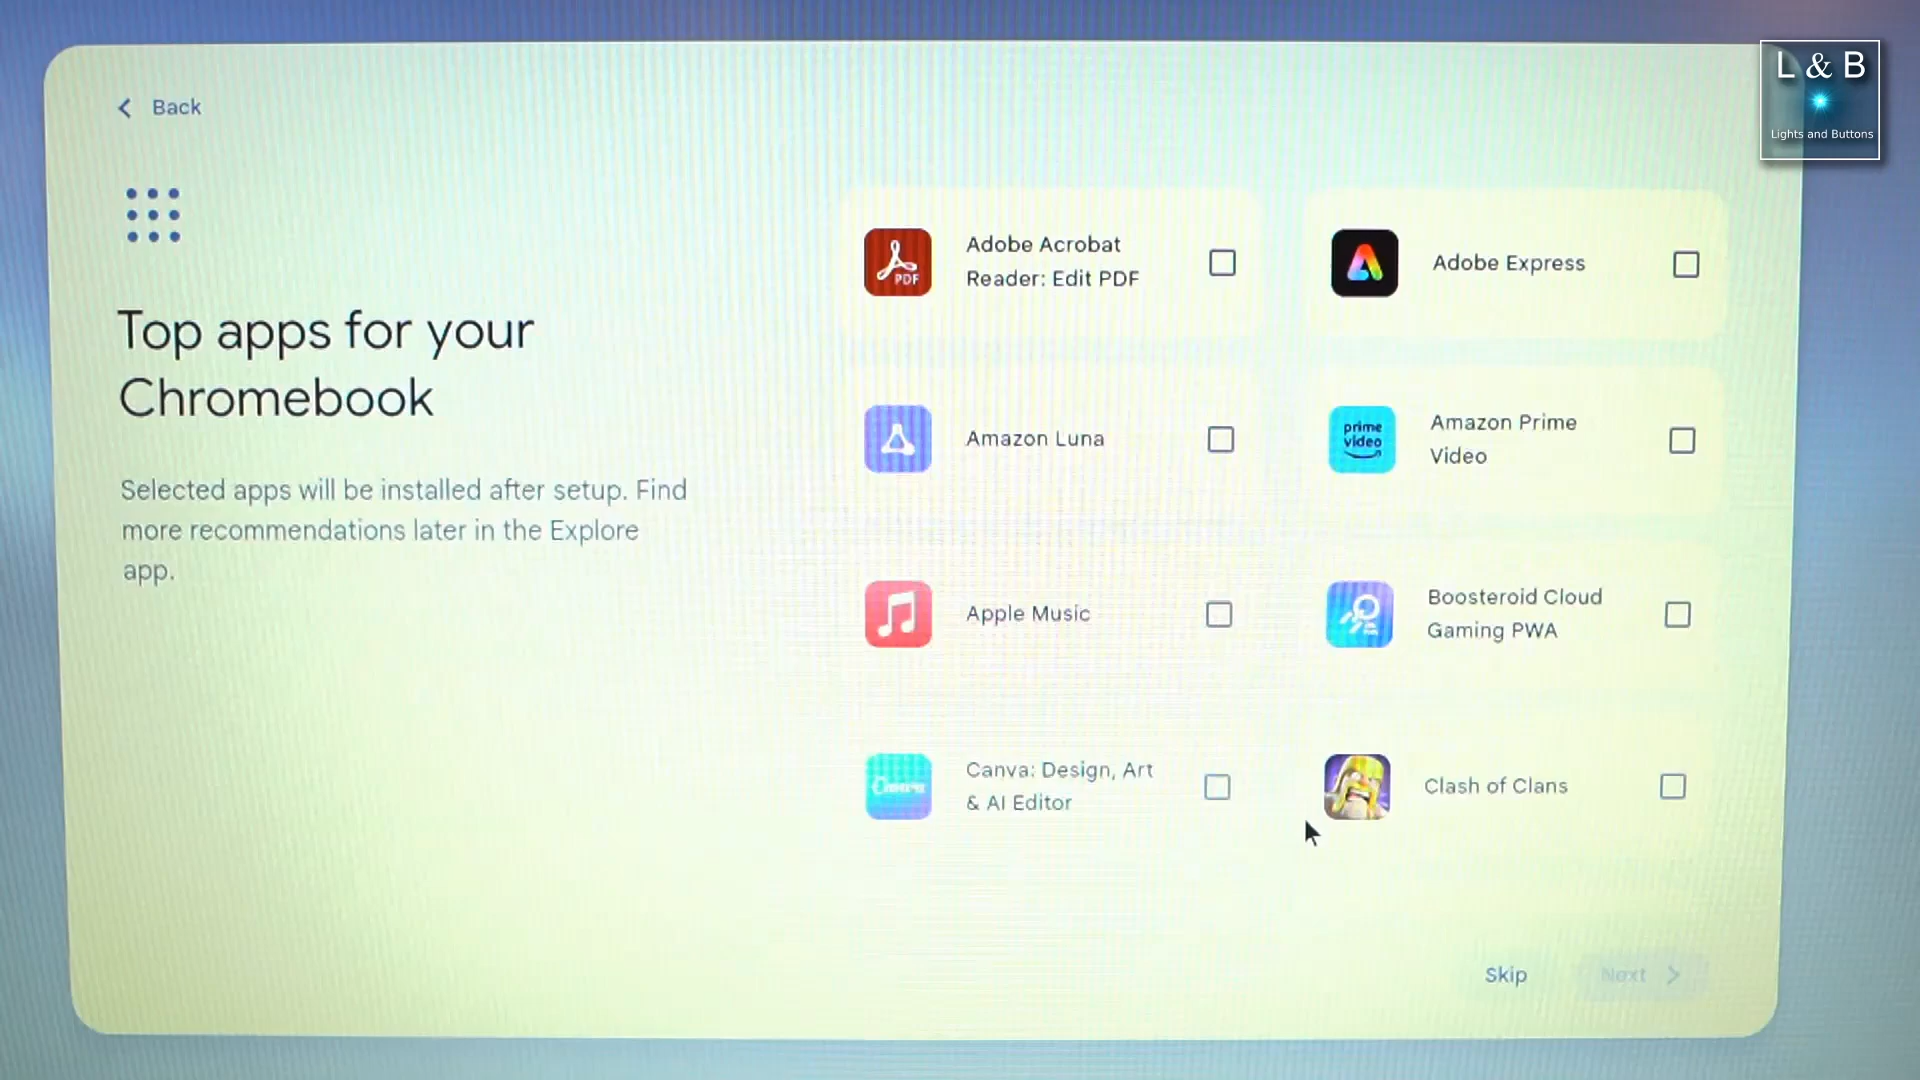 L & B
Lights and Buttons
Back
Top apps for your
Chromebook
Selected apps will be installed after setup. Find
more recommendations later in the Explore
app.
PDF
Adobe Acrobat
Reader: Edit PDF
Adobe Express
Amazon Luna
prime
video
Amazon Prime
Video
Apple Music
Boosteroid Cloud
Gaming PWA
Canva
Canva: Design, Art
& AI Editor
Clash of Clans
Skip
Next